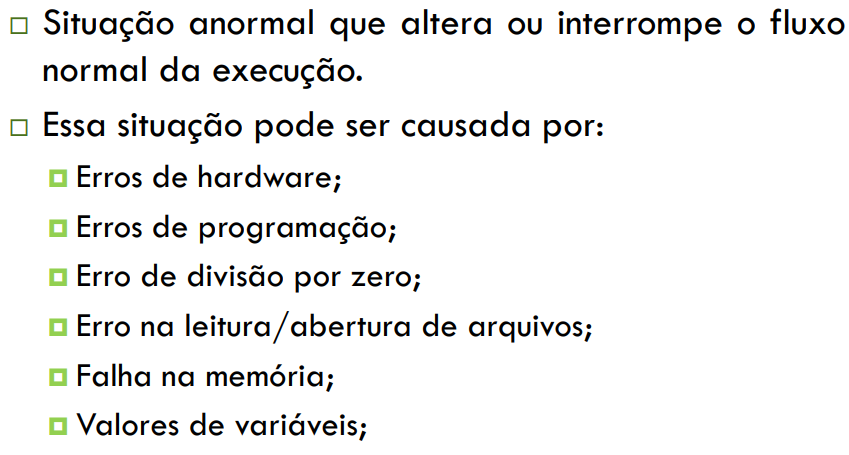 Situação anormal que altera ou interrompe o fluxo
normal da execução.
Essa situação pode ser causada por:
Erros de hardware;
Erros de programação;
Erro de divisão por zero;
Erro na leitura/abertura de arquivos;
Falha na memória;
Valores de variáveis;